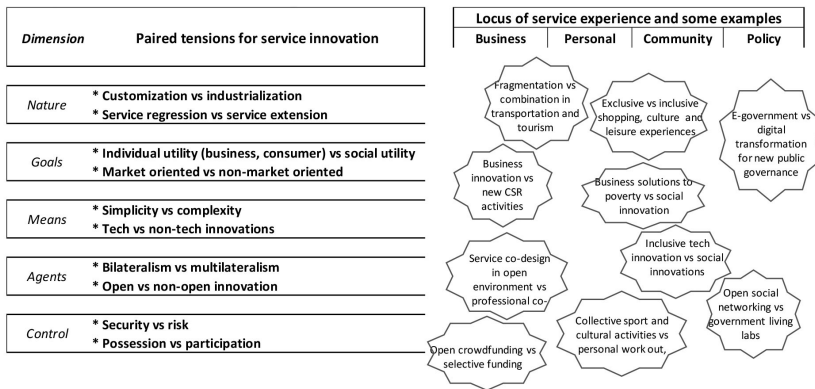 Dimension
Paired tensions for service innovation
Nature
* Customization vs industrialization
* Service regression vs service extension
Goals
* Individual utility (business, consumer) vs social utility
* Market oriented vs non-market oriented
Means
* Simplicity vs complexity
* Tech vs non-tech innovations
Agents
* Bilateralism vs multilateralism
* Open vs non-open innovation
Control
* Security vs risk
* Possession vs participation
Locus of service experience and some examples
Business
Personal
Community
Policy
Fragmentation vs
combination in
transportation and
tourism
Exclusive vs inclusive
shopping, culture and
leisure experiences
E-government vs
digital
transformation
for new public
governance
Business
innovation vs
new CSR
activities
Business solutions to
poverty vs social
innovation
Service co-design
in open
environment vs
professional co-
Inclusive tech
innovation vs social
innovations
Open social
networking vs
government living
labs
Open crowdfunding vs
selective funding
Collective sport and
cultural activities vs
personal work out,